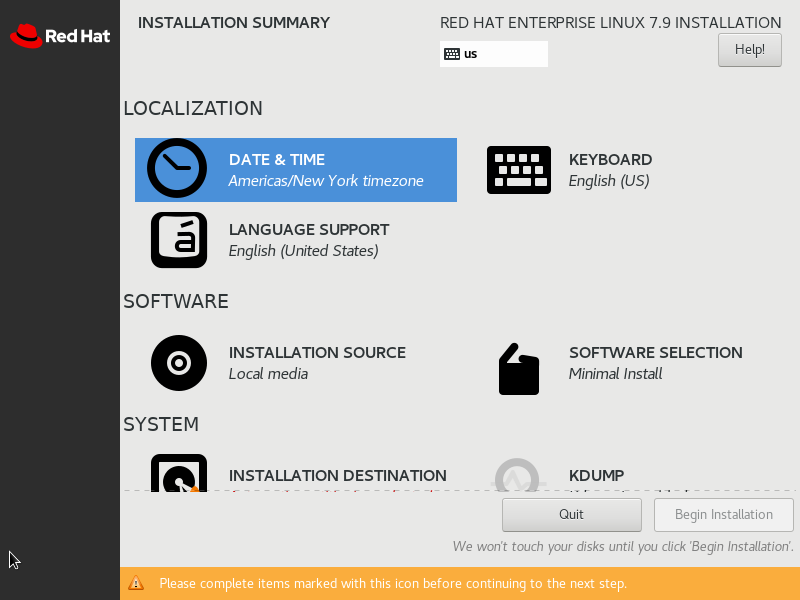 Red Hat
INSTALLATION SUMMARY
RED HAT ENTERPRISE LINUX 7.9 INSTALLATION
us
Help!
LOCALIZATION
DATE & TIME
Americas/New York timezone
KEYBOARD
English (US)
á
LANGUAGE SUPPORT
English (United States)
SOFTWARE
INSTALLATION SOURCE
Local media
SOFTWARE SELECTION
Minimal Install
SYSTEM
INSTALLATION DESTINATION
KDUMP
Quit
Begin Installation
We won't touch your disks until you click 'Begin Installation'.
Please complete items marked with this icon before continuing to the next step.